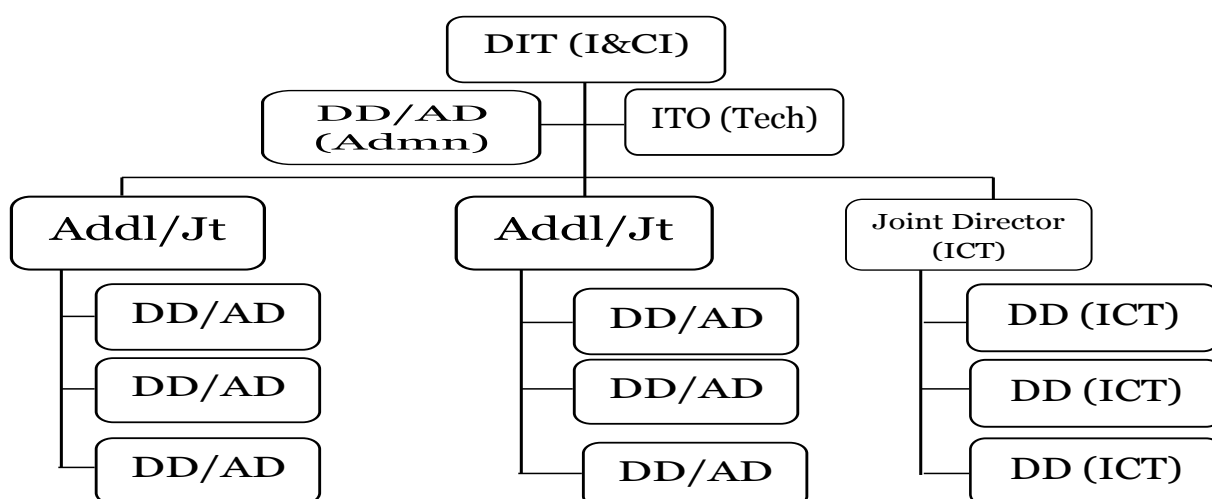 DIT (I&CI)
DD/AD
(Admn)
ITO (Tech)
Addl/Jt
Addl/Jt
Joint Director
(ICT)
DD/AD
DD/AD
DD (ICT)
DD/AD
DD/AD
DD (ICT)
DD/AD
DD/AD
DD (ICT)